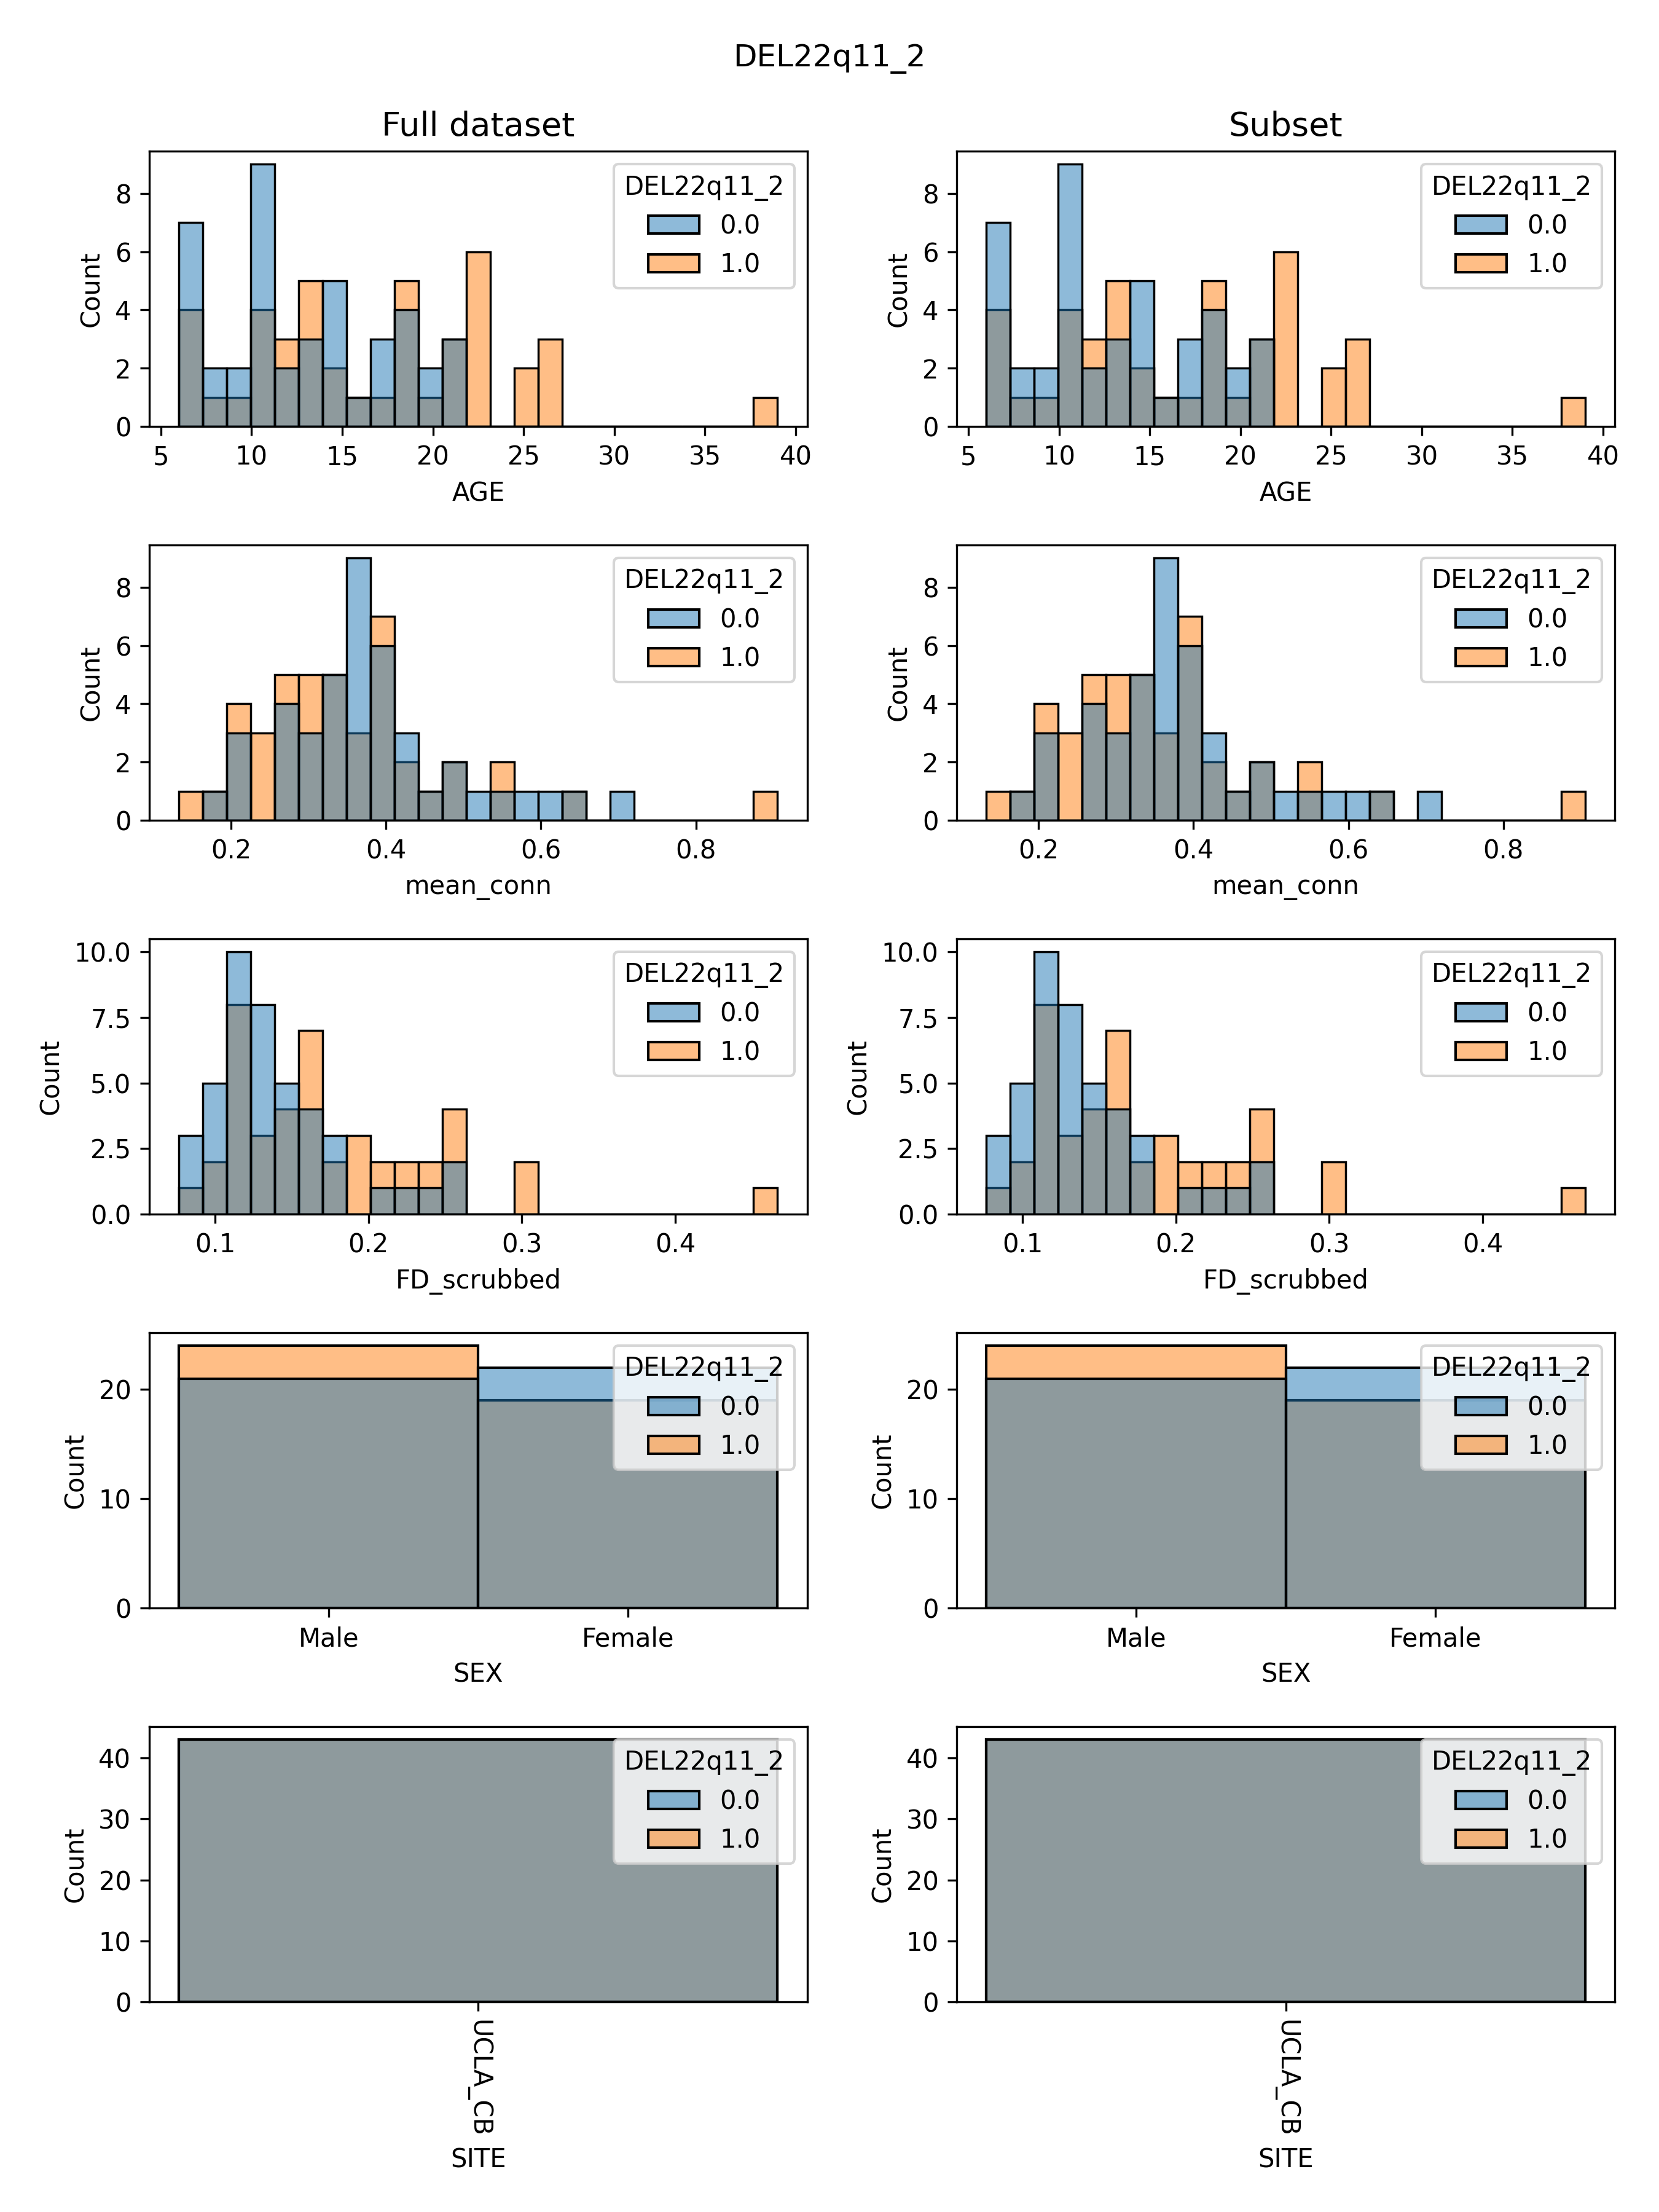 DEL22q11_2
Full dataset
Subset
8
6
4
2
0
Count
5 10 15 20 25 30 35 40
AGE
DEL22q11_2
0.0
1.0
8
6
4
2
0
Count
5 10 15 20 25 30 35 40
AGE
DEL22q11_2
0.0
1.0
8
6
4
2
0
Count
0.2 0.4 0.6 0.8
mean_conn
DEL22q11_2
0.0
1.0
8
6
4
2
0
Count
0.2 0.4 0.6 0.8
mean_conn
DEL22q11_2
0.0
1.0
10.0
7.5
5.0
2.5
0.0
Count
0.1 0.2 0.3 0.4
FD_scrubbed
DEL22q11_2
0.0
1.0
10.0
7.5
5.0
2.5
0.0
Count
0.1 0.2 0.3 0.4
FD_scrubbed
DEL22q11_2
0.0
1.0
20
10
0
Count
Male Female
SEX
DEL22q11_2
0.0
1.0
20
10
0
Count
Male Female
SEX
DEL22q11_2
0.0
1.0
40
30
20
10
0
Count
UCLA_CB
SITE
DEL22q11_2
0.0
1.0
40
30
20
10
0
Count
UCLA_CB
SITE
DEL22q11_2
0.0
1.0